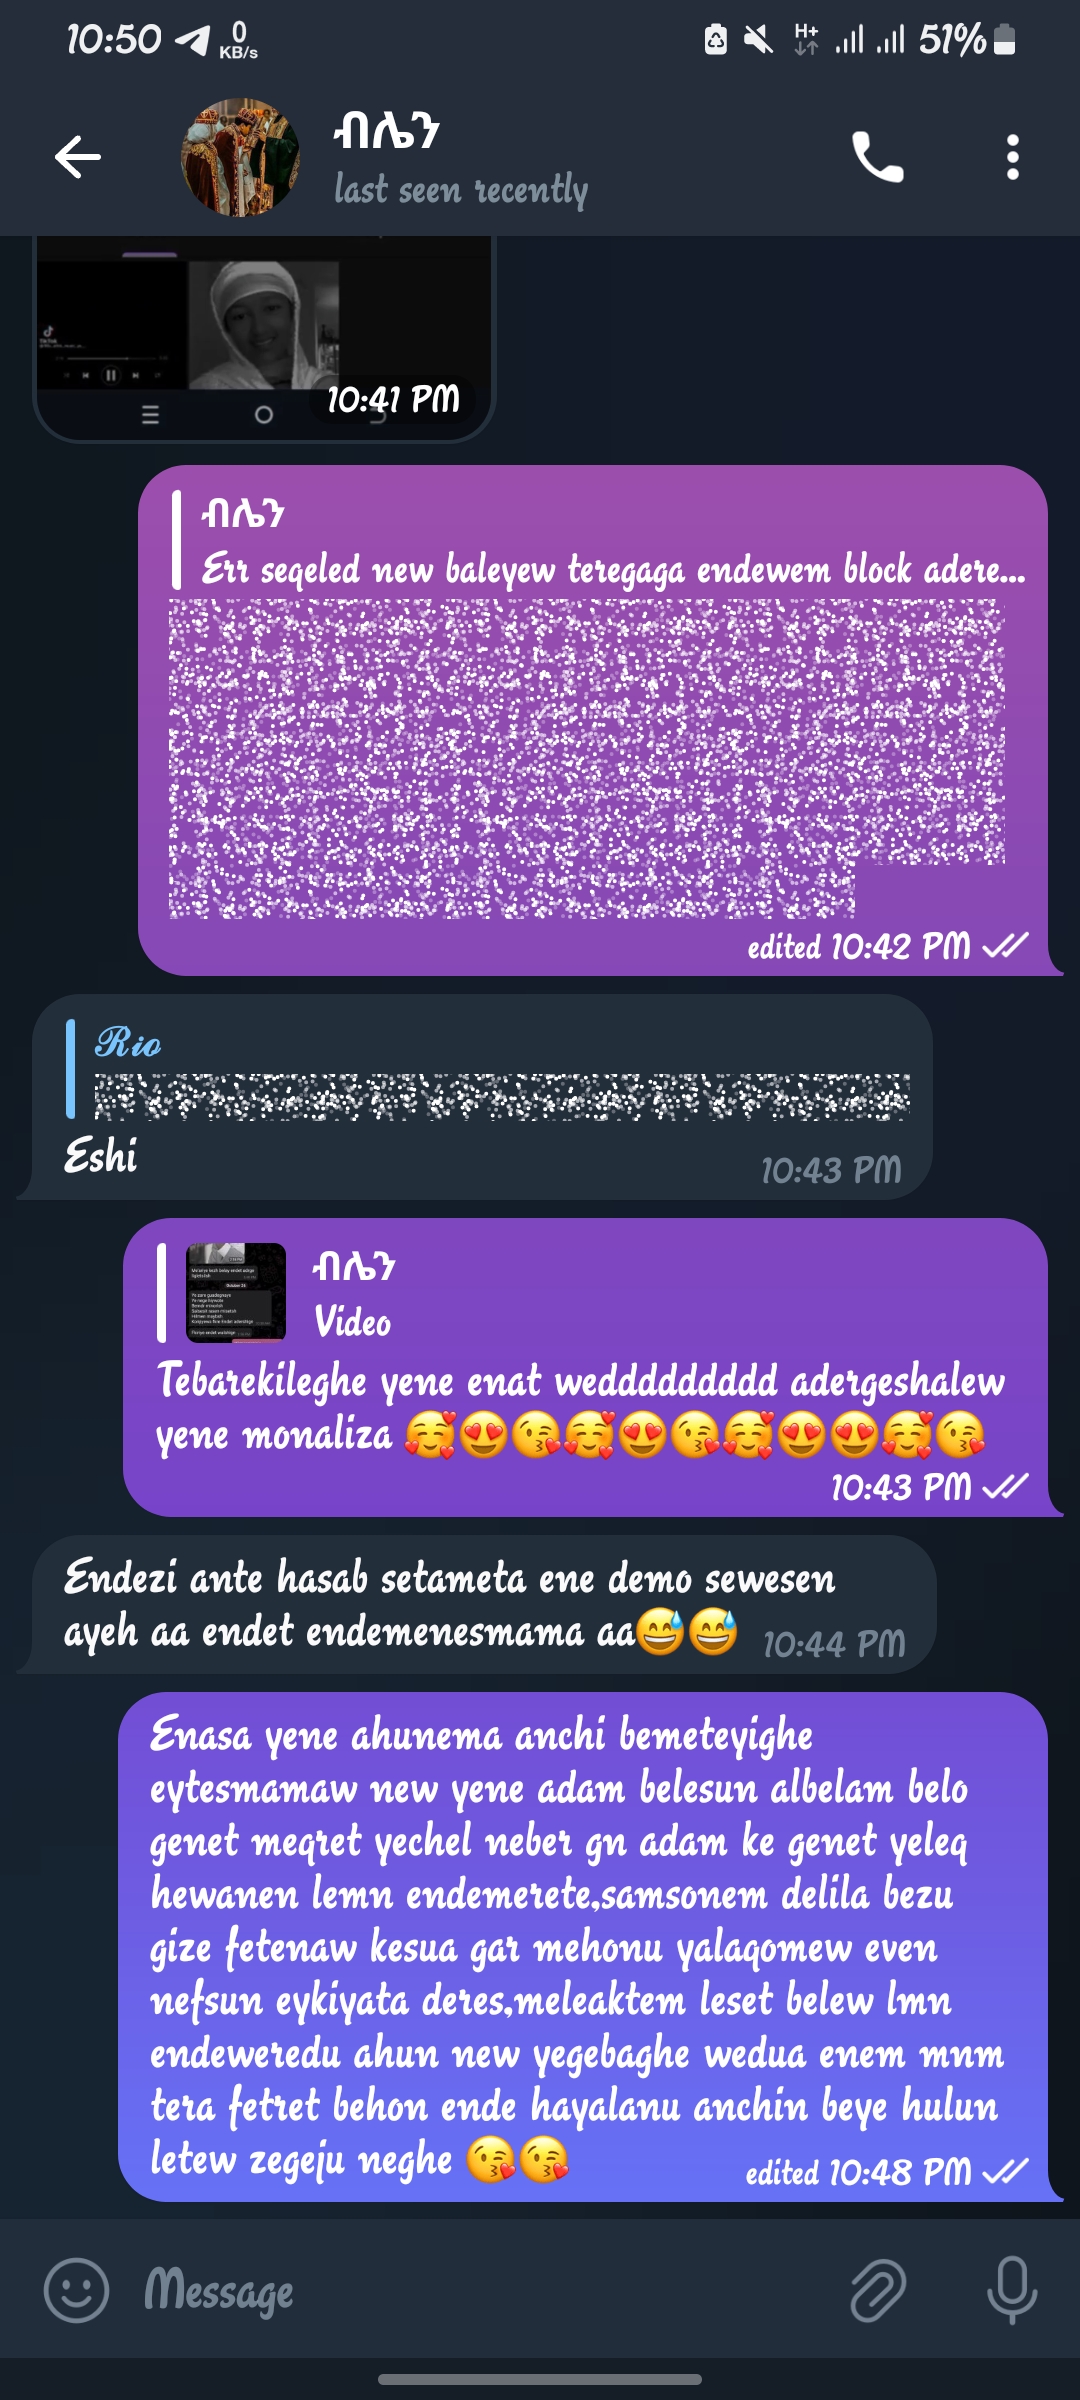 10:50
0
KB/s
H+
51%
ብሌን
last seen recently
10:41 PM
ብሌን
Err seqeled new baleyew teregaga endewem block adere...
edited 10:42 PM
Rio
Eshi
10:43 PM
ብሌን
Video
Tebarekileghe yene enat weddddddddd adergeshalew
yene monaliza 🥰😍😘🥰😍😘🥰😍😍🥰😘
10:43 PM
Endezi ante hasab setameta ene demo sewesen
ayeh aa endet endemenesmama aa😅😅
10:44 PM
Enasa yene ahunema anchi bemeteyighe
eytesmamaw new yene adam belesun albelam belo
genet meqret yechel neber gn adam ke genet yeleq
hewanen lemn endemerete,samsonem delila bezu
gize fetenaw kesua gar mehonu yalaqomew even
nefsun eykiyata deres,meleaktem leset belew lmn
endeweredu ahun new yegebaghe wedua enem mnm
tera fetret behon ende hayalanu anchin beye hulun
letew zegeju neghe 😘😘
edited 10:48 PM
Message